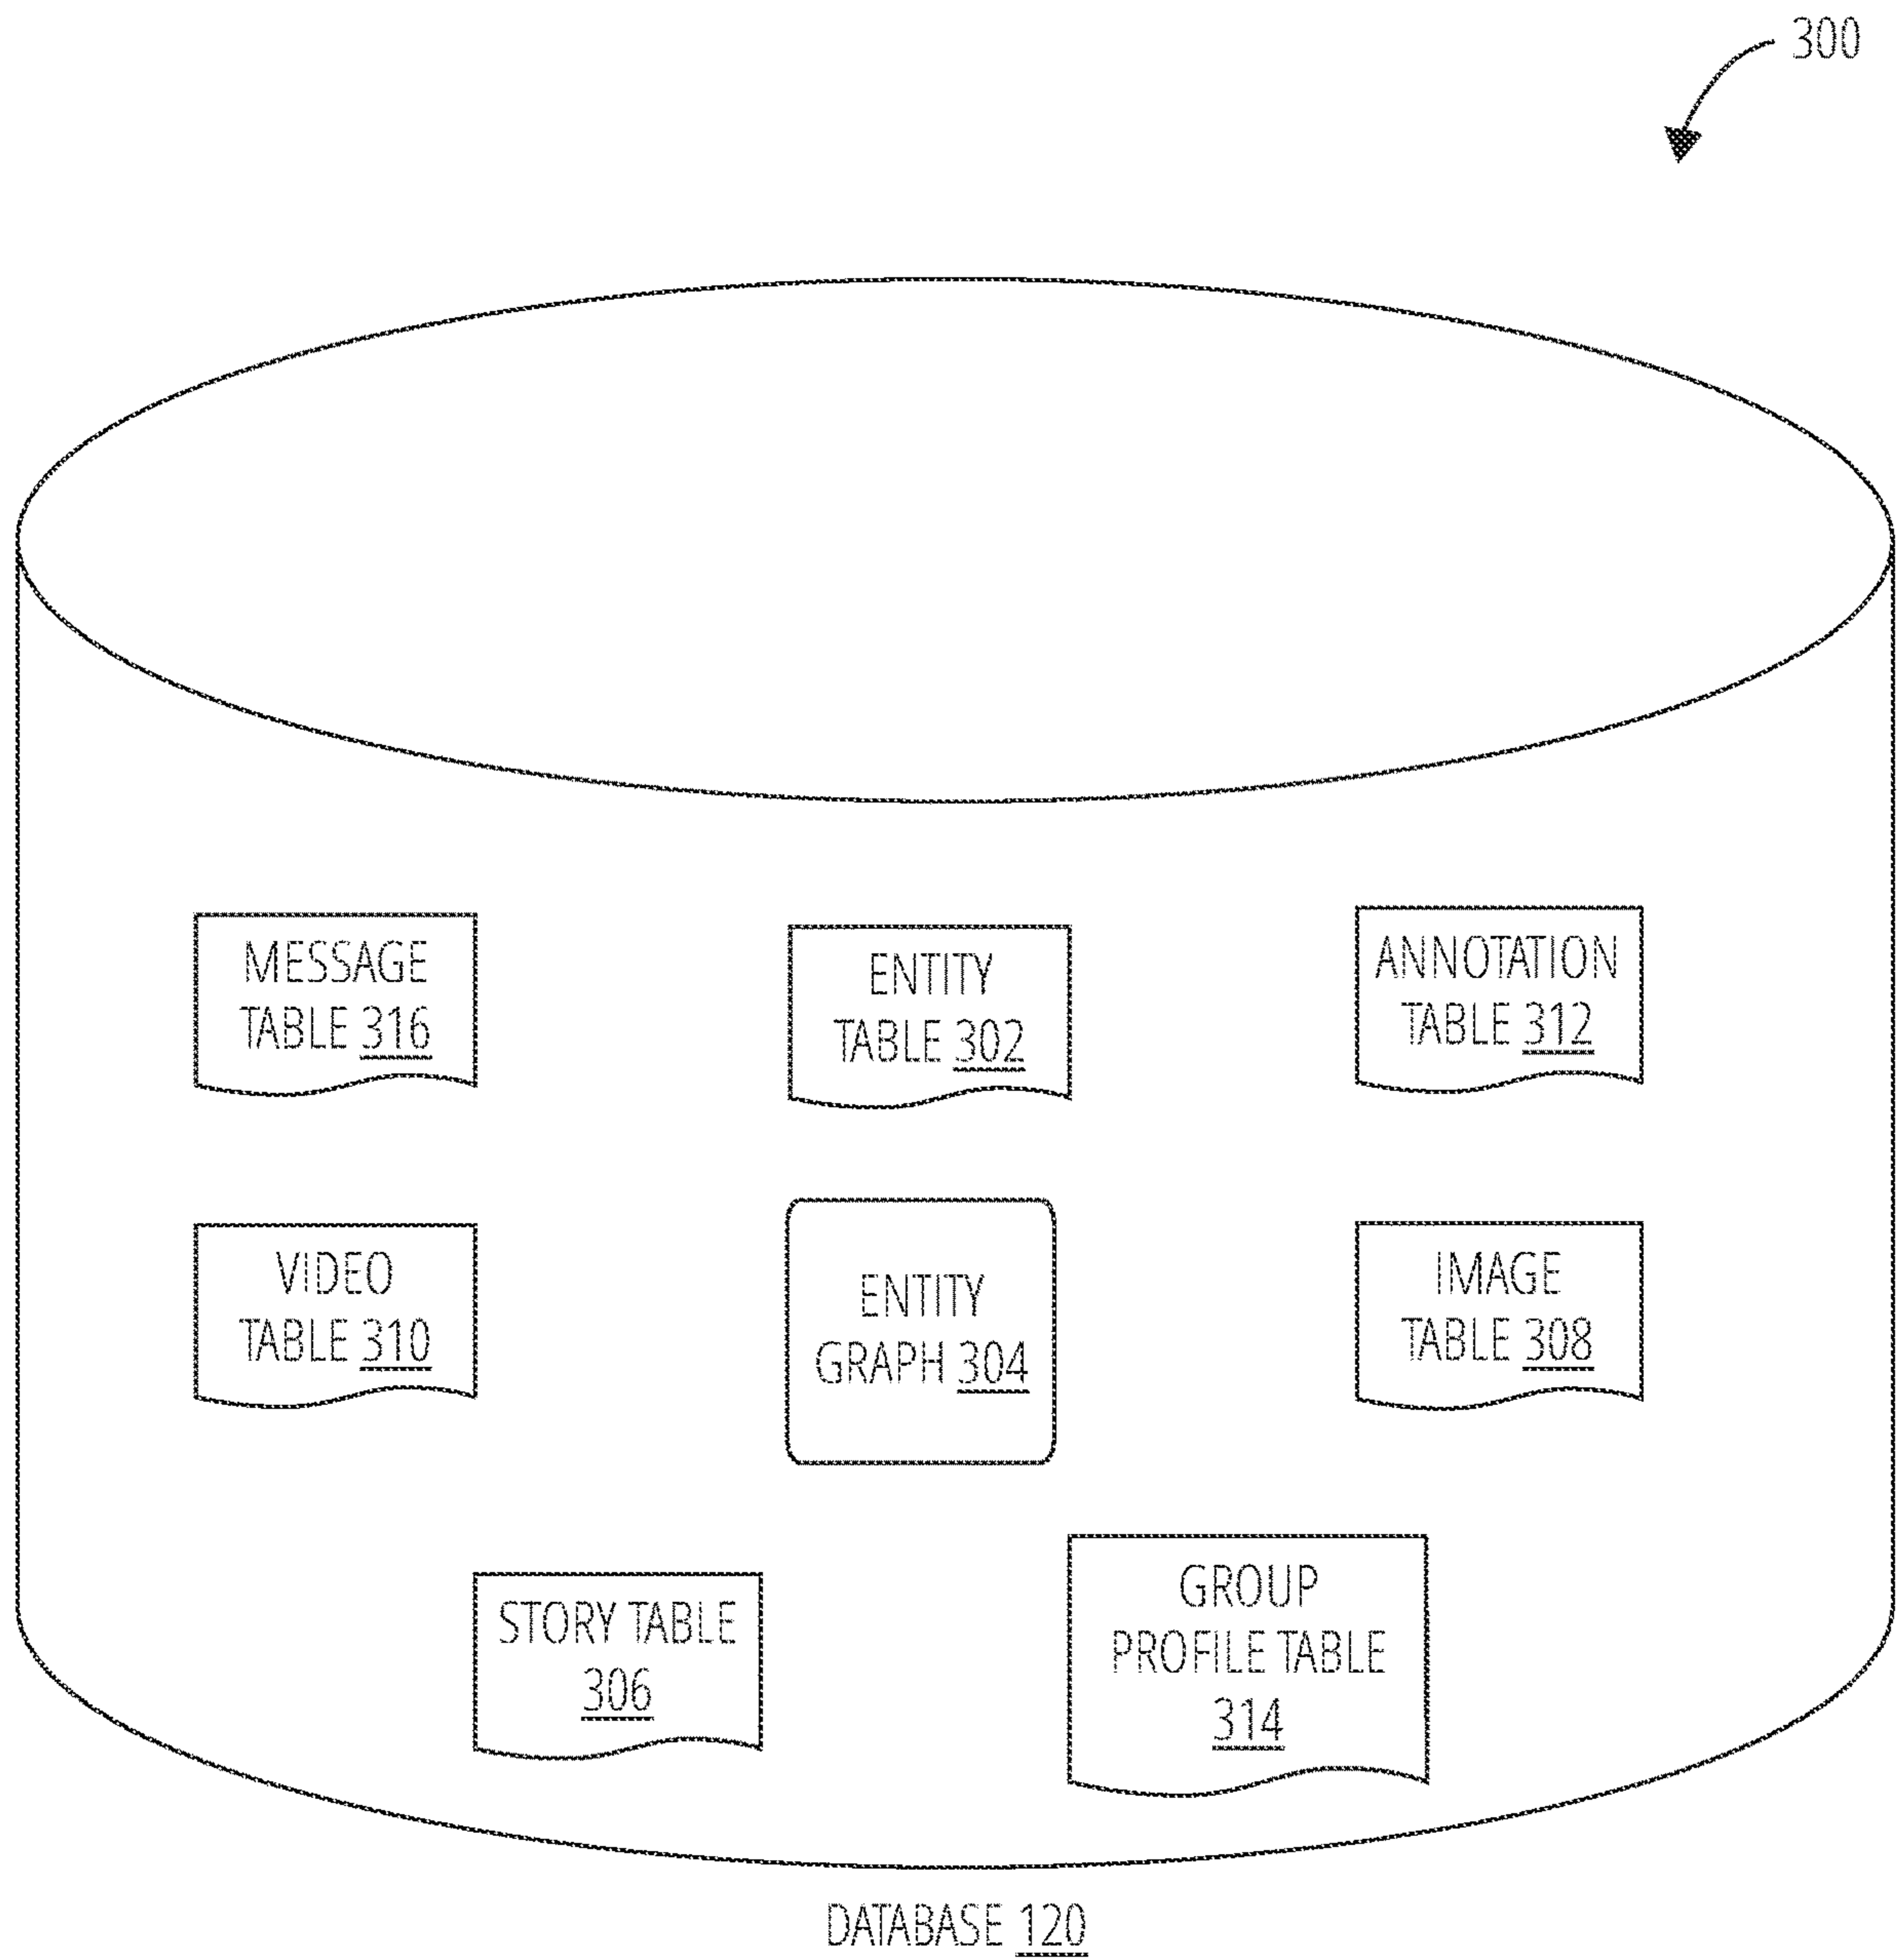 300
MESSAGE
TABLE 316
ENTITY
TABLE 302
ANNOTATION
TABLE 312
VIDEO
TABLE 310
ENTITY
GRAPH 304
IMAGE
TABLE 308
STORY TABLE
306
GROUP
PROFILE TABLE
314
DATABASE 120